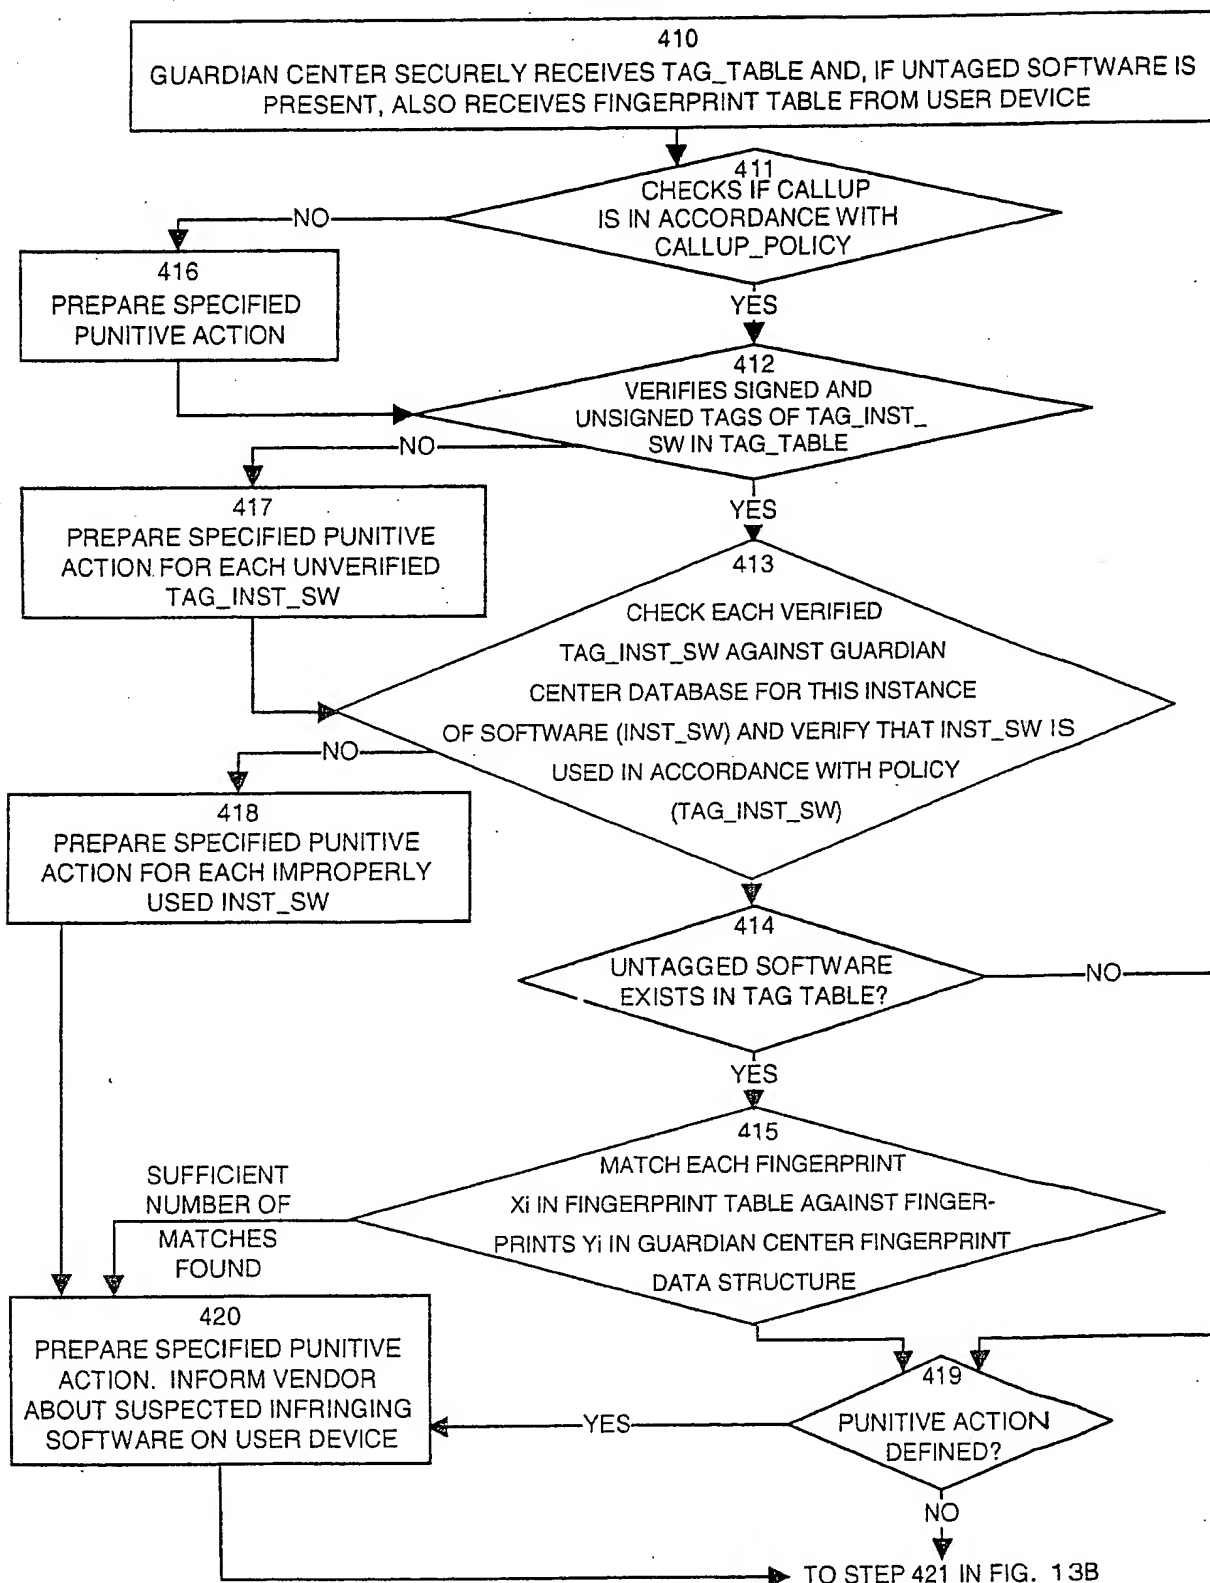 410
GUARDIAN CENTER SECURELY RECEIVES TAG_TABLE AND, IF UNTAGED SOFTWARE IS
PRESENT, ALSO RECEIVES FINGERPRINT TABLE FROM USER DEVICE
411
CHECKS IF CALLUP
IS IN ACCORDANCE WITH
CALLUP_POLICY
NO
416
PREPARE SPECIFIED
PUNITIVE ACTION
YES
412
VERIFIES SIGNED AND
UNSIGNED TAGS OF TAG_INST_
SW IN TAG_TABLE
NO
417
PREPARE SPECIFIED PUNITIVE
ACTION FOR EACH UNVERIFIED
TAG_INST_SW
YES
413
CHECK EACH VERIFIED
TAG_INST_SW AGAINST GUARDIAN
CENTER DATABASE FOR THIS INSTANCE
OF SOFTWARE (INST_SW) AND VERIFY THAT INST_SW IS
USED IN ACCORDANCE WITH POLICY
(TAG_INST_SW)
NO
418
PREPARE SPECIFIED PUNITIVE
ACTION FOR EACH IMPROPERLY
USED INST_SW
414
UNTAGGED SOFTWARE
EXISTS IN TAG TABLE?
NO
YES
415
MATCH EACH FINGERPRINT
Xi IN FINGERPRINT TABLE AGAINST FINGER-
PRINTS Yi IN GUARDIAN CENTER FINGERPRINT
DATA STRUCTURE
SUFFICIENT
NUMBER OF
MATCHES
FOUND
420
PREPARE SPECIFIED PUNITIVE
ACTION. INFORM VENDOR
ABOUT SUSPECTED INFRINGING
SOFTWARE ON USER DEVICE
419
PUNITIVE ACTION
DEFINED?
YES
NO
TO STEP 421 IN FIG. 13B